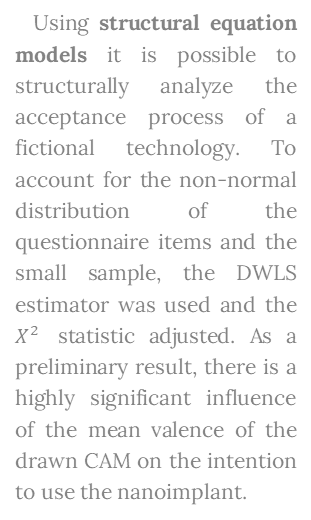 Using structural equation
models it is possible to
structurally analyze the
acceptance process of a
fictional technology. To
account for the non-normal
distribution of the
questionnaire items and the
small sample, the DWLS
estimator was used and the
X² statistic adjusted. As a
preliminary result, there is a
highly significant influence
of the mean valence of the
drawn CAM on the intention
to use the nanoimplant.